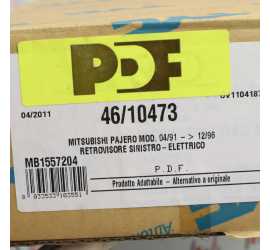 PDF
04/2011
46/10473
MITSUBISHI PAJERO MOD. 04/91 - > 12/96
RETROVISORE SINISTRO - ELETTRICO
MB1557204
P.D.F.
Prodotto Adattabile - Alternativo a originale